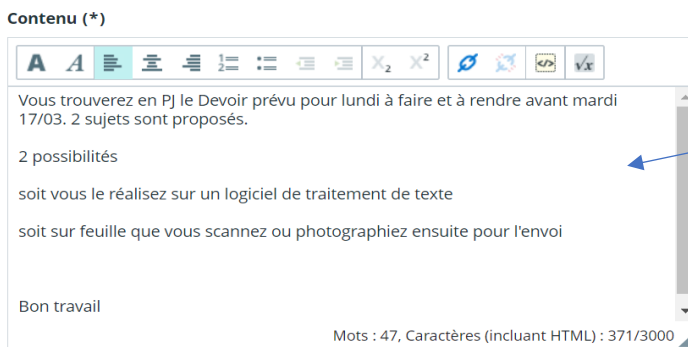 Contenu (*)
A A X₂ X² </> √x
Vous trouverez en PJ le Devoir prévu pour lundi à faire et à rendre avant mardi
17/03. 2 sujets sont proposés.
2 possibilités
soit vous le réalisez sur un logiciel de traitement de texte
soit sur feuille que vous scannez ou photographiez ensuite pour l'envoi
Bon travail
Mots : 47, Caractères (incluant HTML) : 371/3000